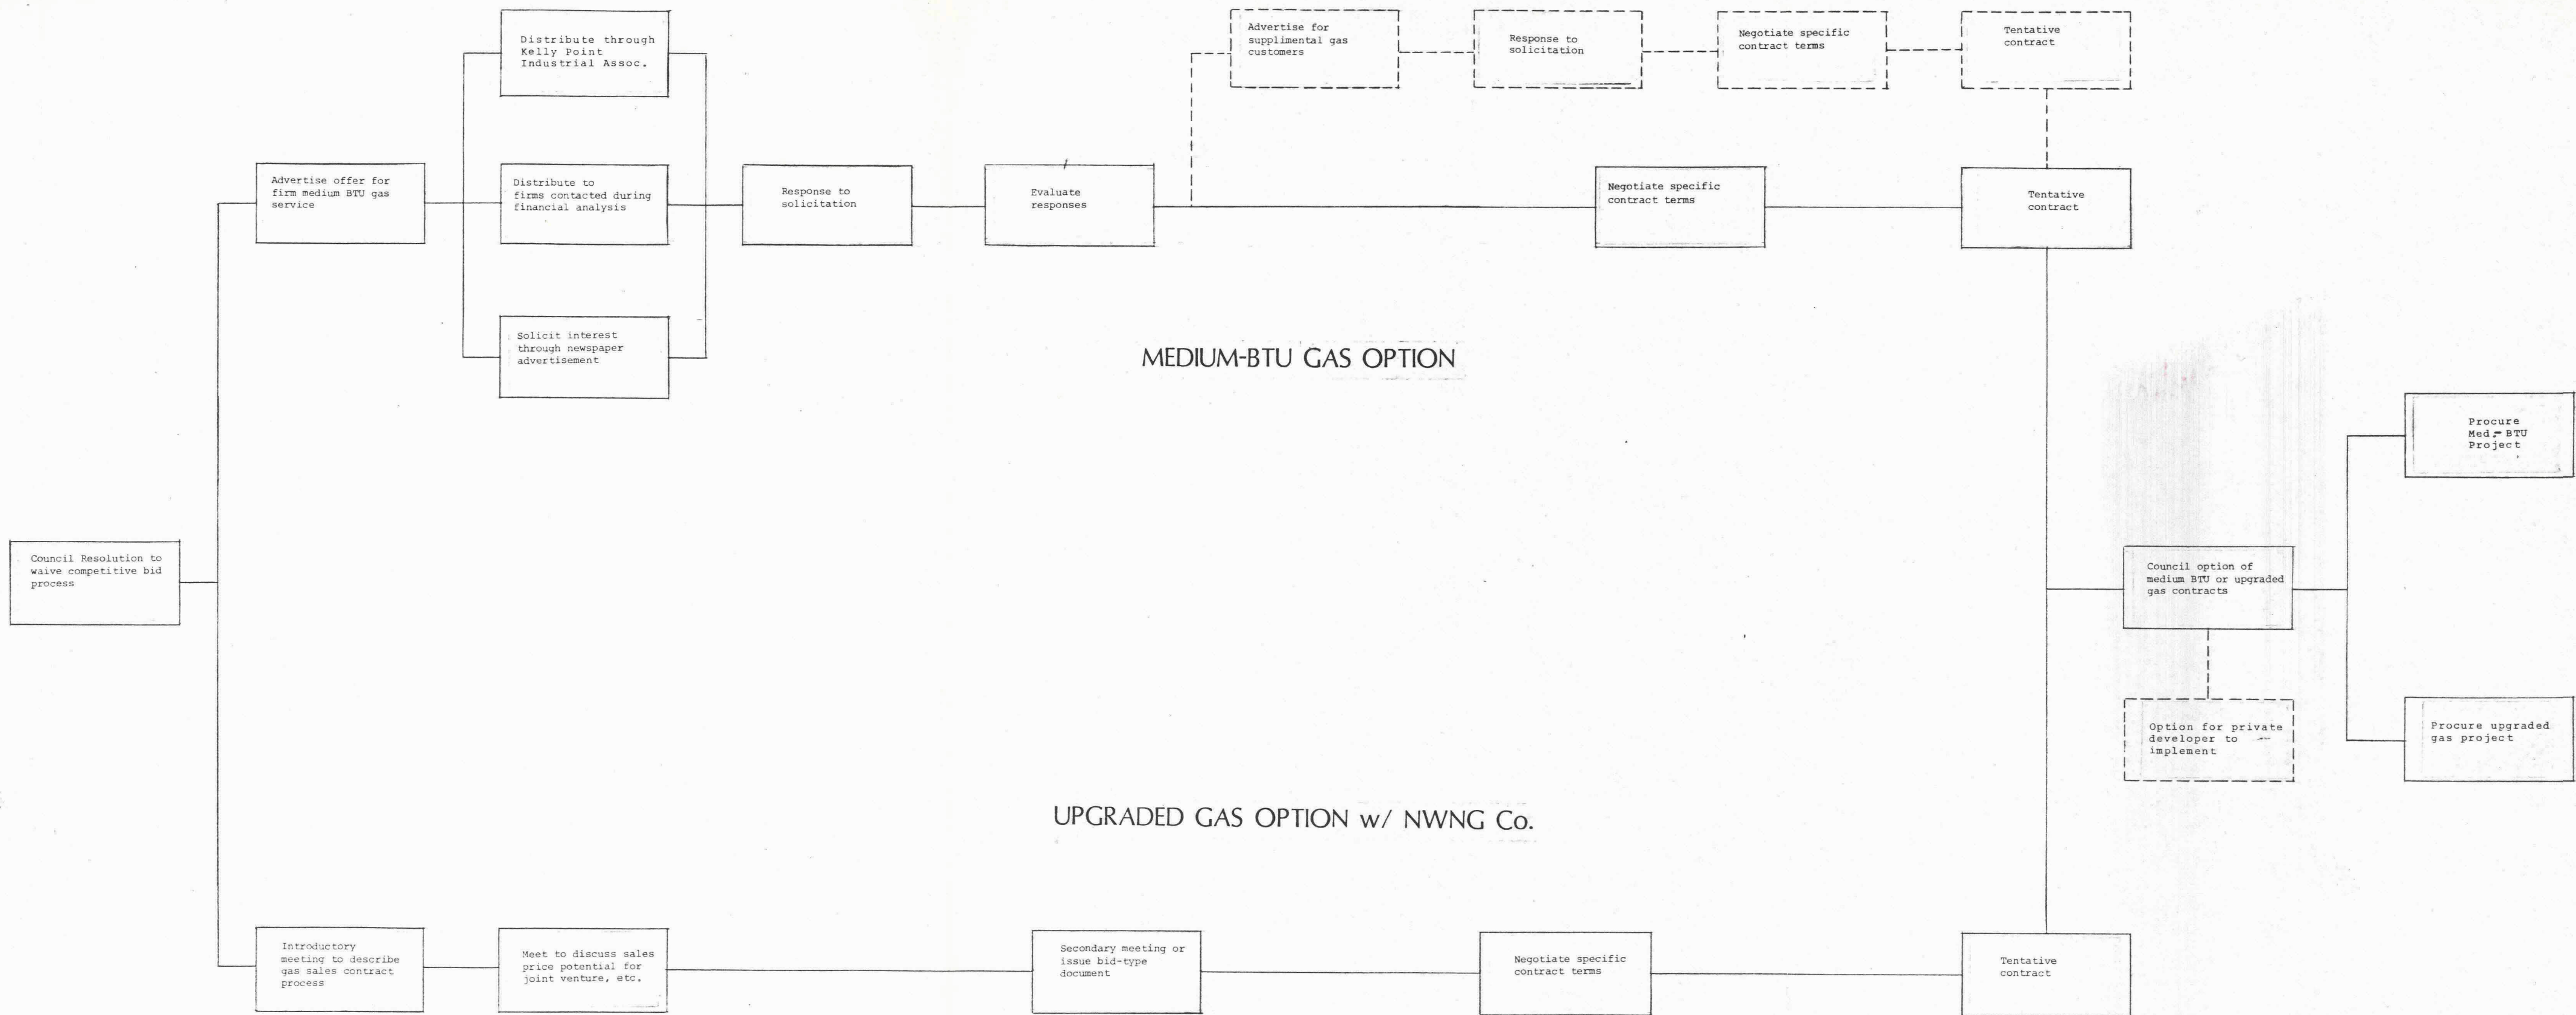 Distribute through
Kelly Point
Industrial Assoc.
Advertise for
supplimental gas
customers
Response to
solicitation
Negotiate specific
contract terms
Tentative
contract
Advertise offer for
firm medium BTU gas
service
Distribute to
firms contacted during
financial analysis
Response to
solicitation
Evaluate
responses
Negotiate specific
contract terms
Tentative
contract
Solicit interest
through newspaper
advertisement
MEDIUM-BTU GAS OPTION
Procure
Med.-BTU
Project
Council Resolution to
waive competitive bid
process
Council option of
medium BTU or upgraded
gas contracts
Option for private
developer to
implement
Procure upgraded
gas project
UPGRADED GAS OPTION w/ NWNG Co.
Introductory
meeting to describe
gas sales contract
process
Meet to discuss sales
price potential for
joint venture, etc.
Secondary meeting or
issue bid-type
document
Negotiate specific
contract terms
Tentative
contract